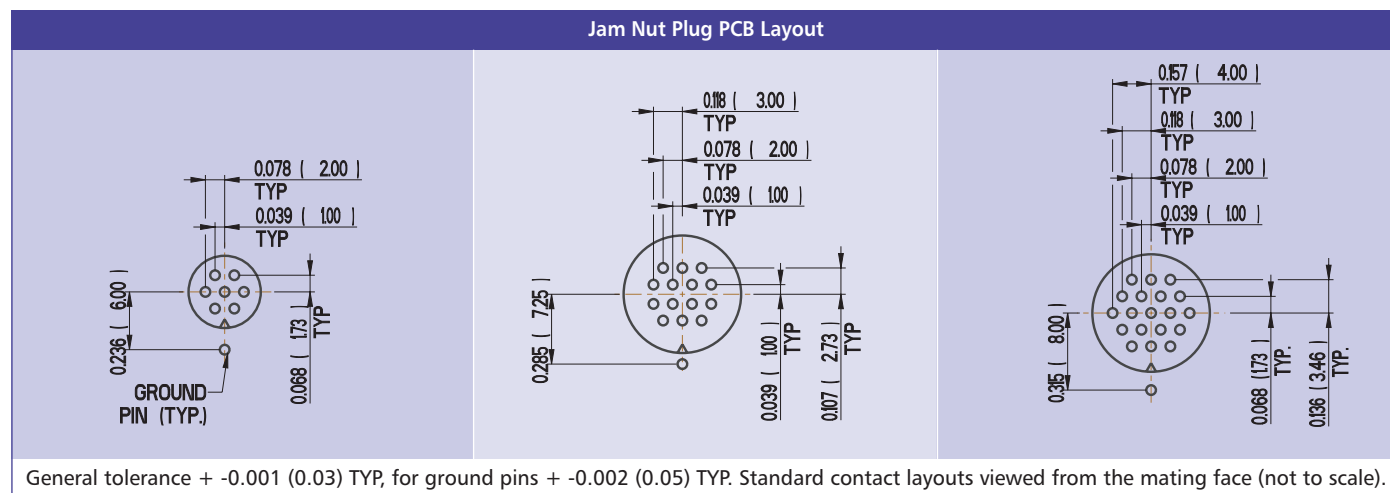 Jam Nut Plug PCB Layout
0.078 ( 2.00 )
TYP
0.039 ( 1.00 )
TYP
0.236 ( 6.00 )
0.068 ( 1.73 )
TYP
GROUND
PIN (TYP.)
0.118 ( 3.00 )
TYP
0.078 ( 2.00 )
TYP
0.039 ( 1.00 )
TYP
0.285 ( 7.25 )
0.039 ( 1.00 )
TYP
0.107 ( 2.73 )
TYP
0.157 ( 4.00 )
TYP
0.118 ( 3.00 )
TYP
0.078 ( 2.00 )
TYP
0.039 ( 1.00 )
TYP
0.315 ( 8.00 )
0.068 (1.73 )
TYP.
0.136 ( 3.46 )
TYP.
General tolerance + -0.001 (0.03) TYP, for ground pins + -0.002 (0.05) TYP. Standard contact layouts viewed from the mating face (not to scale).